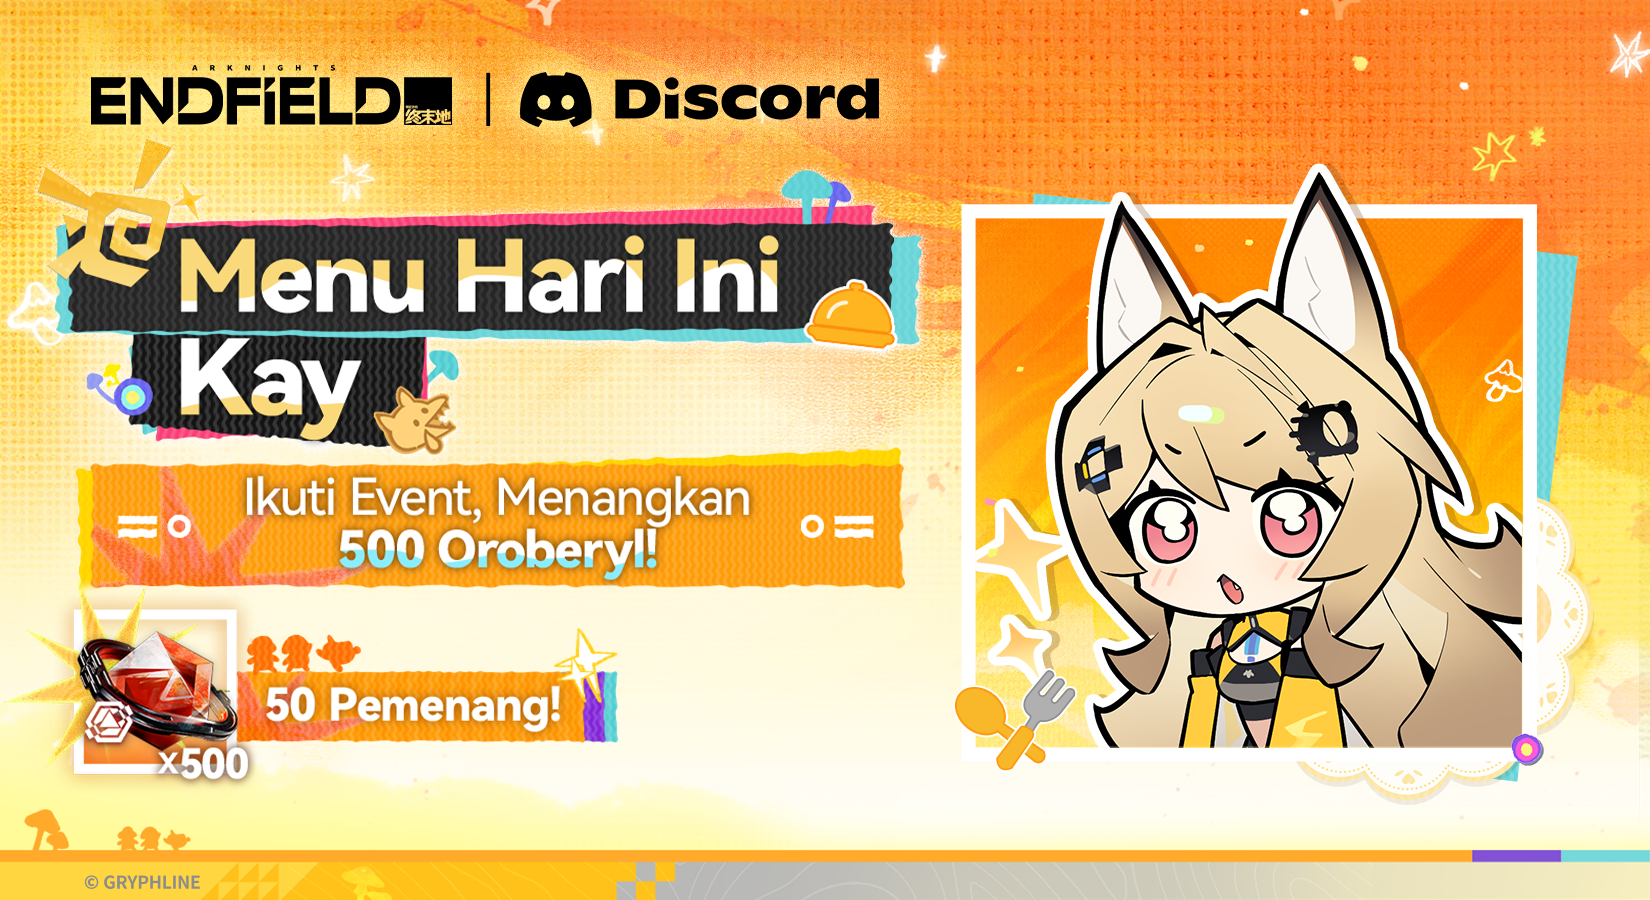 ARKNIGHTS
ENDFIELD 终末地 | Discord
Menu Hari Ini
Kay
Ikuti Event, Menangkan
500 Oroberyl!
50 Pemenang!
x500
© GRYPHLINE